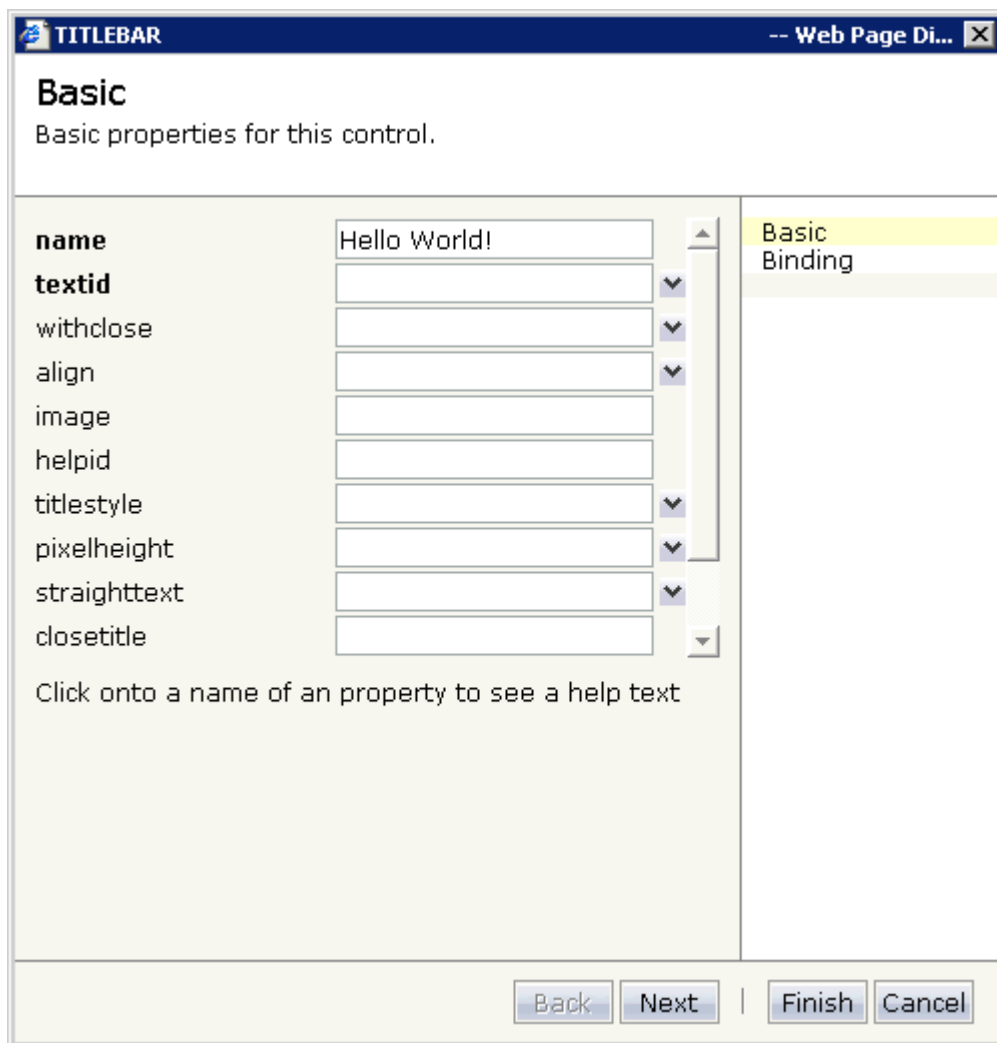 TITLEBAR -- Web Page Di...
Basic
Basic properties for this control.
name Hello World!
textid
withclose
align
image
helpid
titlestyle
pixelheight
straighttext
closetitle
Click onto a name of an property to see a help text
Basic
Binding
Back Next | Finish Cancel